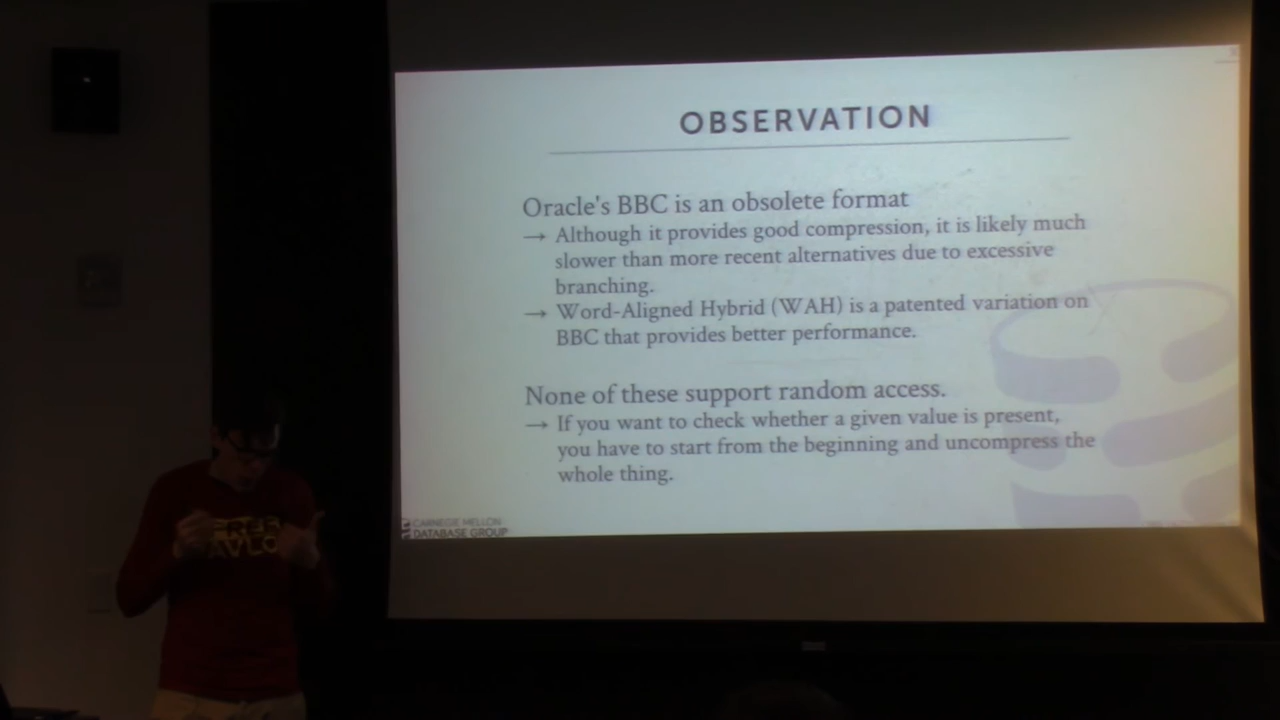 OBSERVATION
Oracle's BBC is an obsolete format
→ Although it provides good compression, it is likely much
slower than more recent alternatives due to excessive
branching.
→ Word-Aligned Hybrid (WAH) is a patented variation on
BBC that provides better performance.
None of these support random access.
→ If you want to check whether a given value is present,
you have to start from the beginning and uncompress the
whole thing.
CARNEGIE MELLON
DATABASE GROUP